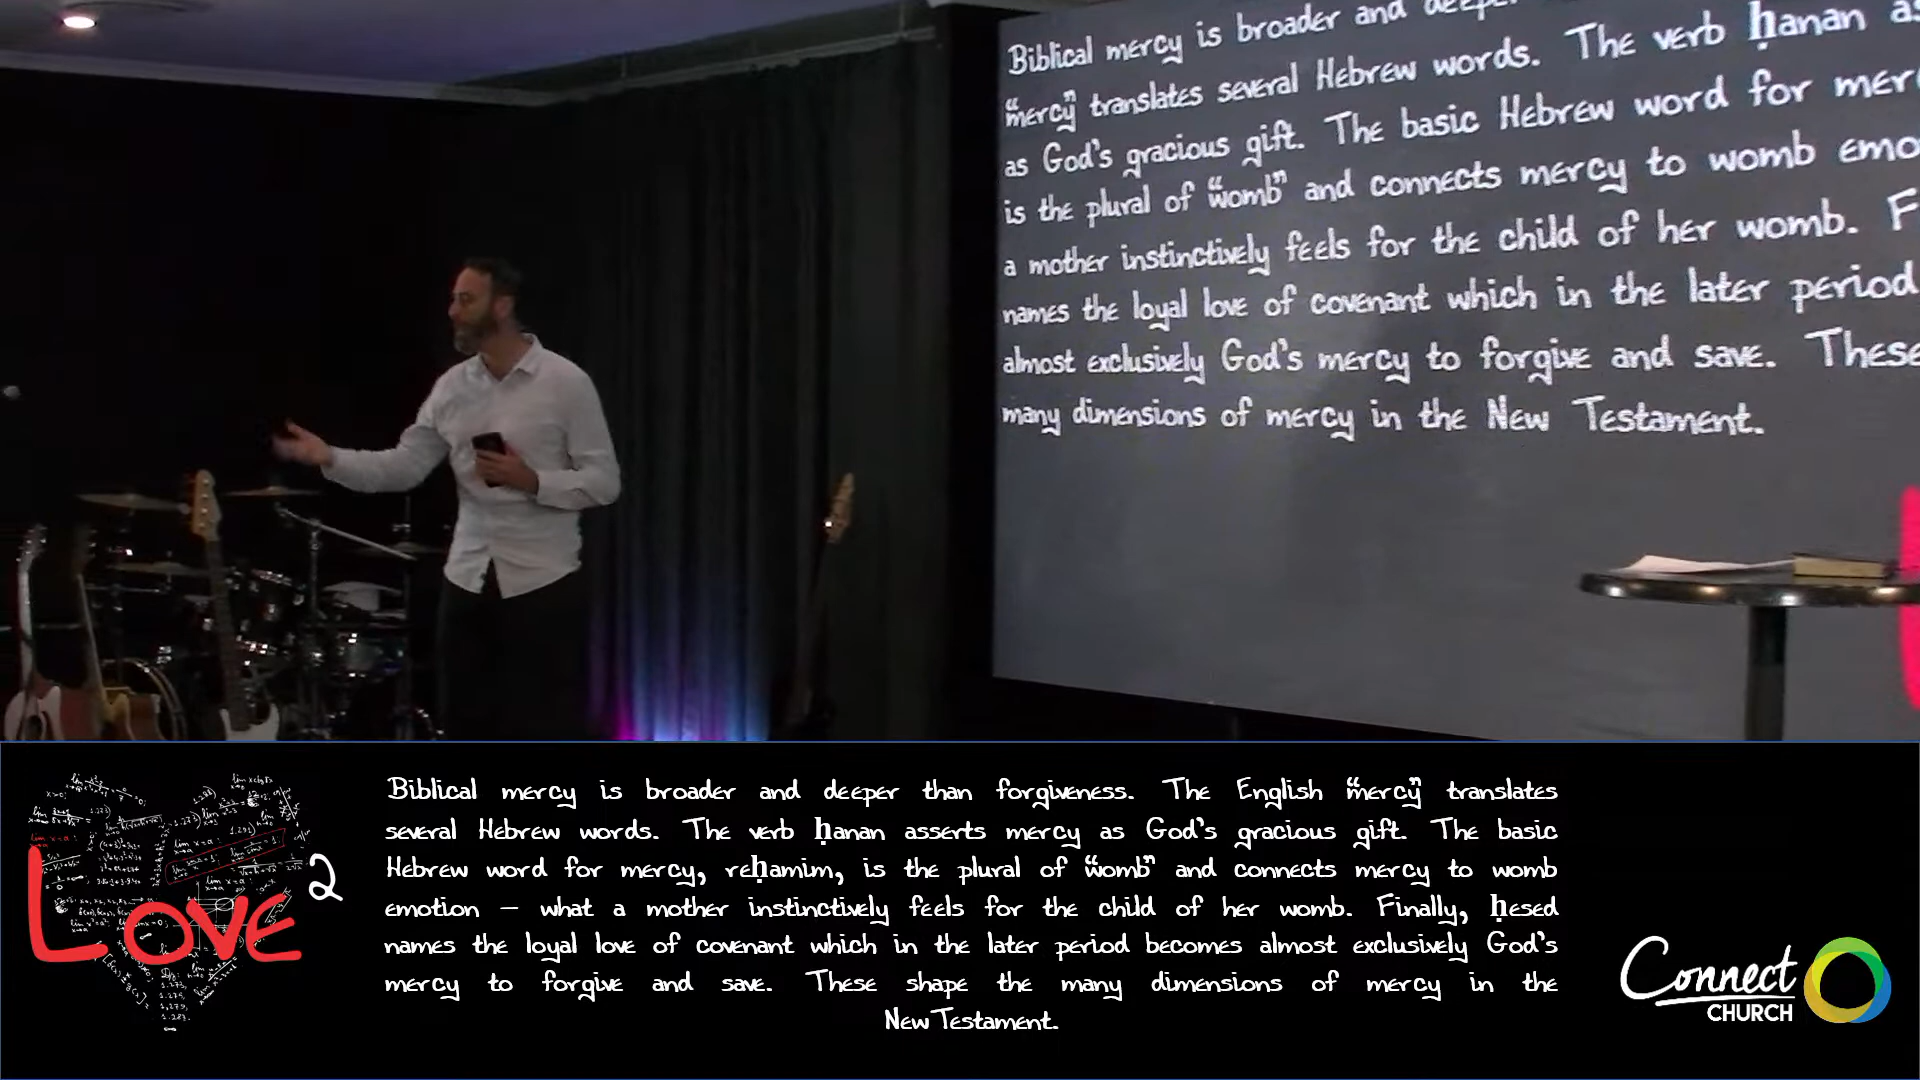 Biblical mercy is broader and deeper
"mercy" translates several Hebrew words. The verb ḥanan as
as God's gracious gift. The basic Hebrew word for mer
is the plural of "womb" and connects mercy to womb emo
a mother instinctively feels for the child of her womb. F
names the loyal love of covenant which in the later period
almost exclusively God's mercy to forgive and save. These
many dimensions of mercy in the New Testament.
Biblical mercy is broader and deeper than forgiveness. The English "mercy" translates
several Hebrew words. The verb ḥanan asserts mercy as God's gracious gift. The basic
Hebrew word for mercy, reḥamim, is the plural of "womb" and connects mercy to womb
emotion – what a mother instinctively feels for the child of her womb. Finally, ḥesed
names the loyal love of covenant which in the later period becomes almost exclusively God's
mercy to forgive and save. These shape the many dimensions of mercy in the
New Testament.
LOVE 2
Connect
CHURCH